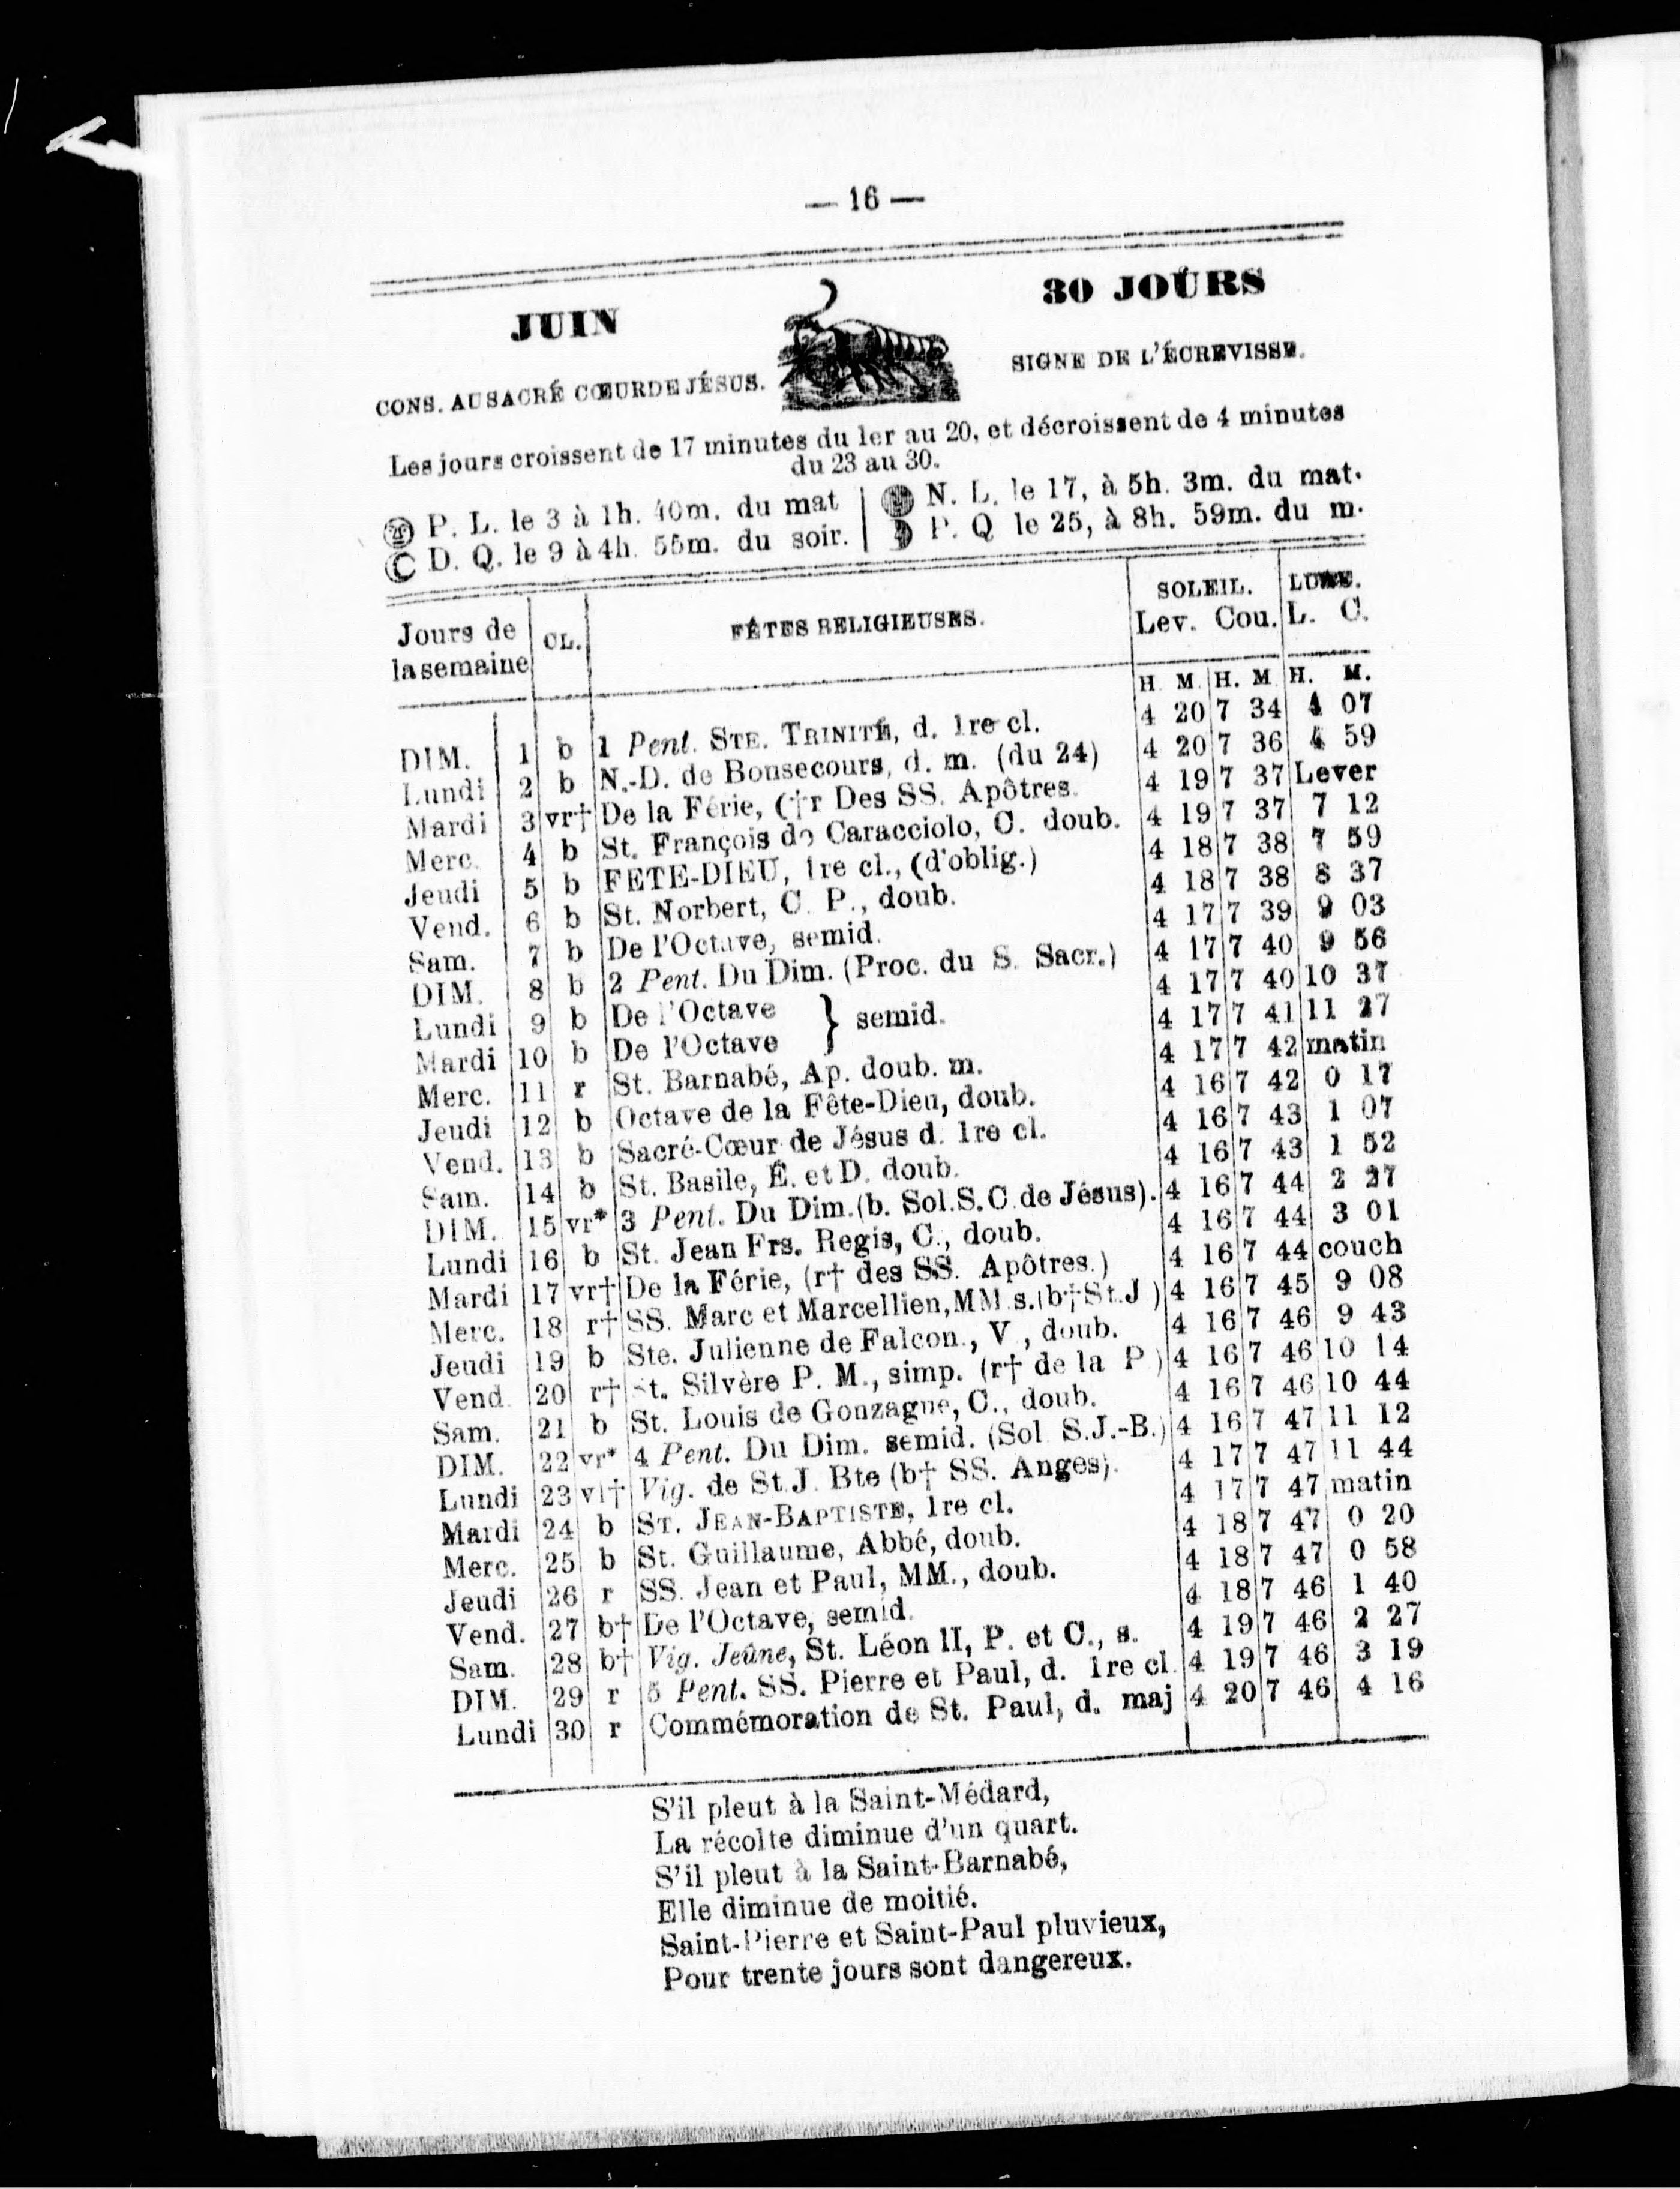 — 16 —
JUIN
30 JOURS
CONS. AU SACRÉ CŒUR DE JÉSUS.
SIGNE DE L'ÉCREVISSE.
Les jours croissent de 17 minutes du 1er au 20, et décroissent de 4 minutes
du 23 au 30.
P. L. le 3 à 1h. 40m. du mat
N. L. le 17, à 5h. 3m. du mat.
D. Q. le 9 à 4h. 55m. du soir.
P. Q le 25, à 8h. 59m. du m.
Jours de la semaine CL. FÊTES RELIGIEUSES. SOLEIL. LUNE.
Lev. Cou. L. C.
H M. H. M H. M.
DIM. 1 b 1 Pent. STE. TRINITÉ, d. 1re cl. 4 20 7 34 4 07
Lundi 2 b N.-D. de Bonsecours, d. m. (du 24) 4 20 7 36 4 59
Mardi 3 vr† De la Férie, (†r Des SS. Apôtres. 4 19 7 37 Lever
Merc. 4 b St. François de Caracciolo, C. doub. 4 19 7 37 7 12
Jeudi 5 b FETE-DIEU, 1re cl., (d'oblig.) 4 18 7 38 7 59
Vend. 6 b St. Norbert, C. P., doub. 4 18 7 38 8 37
Sam. 7 b De l'Octave, semid. 4 17 7 39 9 03
DIM. 8 b 2 Pent. Du Dim. (Proc. du S. Sacr.) 4 17 7 40 9 56
Lundi 9 b De l'Octave } semid. 4 17 7 40 10 37
Mardi 10 b De l'Octave 4 17 7 41 11 27
Merc. 11 r St. Barnabé, Ap. doub. m. 4 17 7 42 matin
Jeudi 12 b Octave de la Fête-Dieu, doub. 4 16 7 42 0 17
Vend. 13 b Sacré-Cœur de Jésus d. 1re cl. 4 16 7 43 1 07
Sam. 14 b St. Basile, É. et D. doub. 4 16 7 43 1 52
DIM. 15 vr* 3 Pent. Du Dim. (b. Sol. S. C. de Jésus). 4 16 7 44 2 27
Lundi 16 b St. Jean Frs. Regis, C., doub. 4 16 7 44 3 01
Mardi 17 vr† De la Férie, (r† des SS. Apôtres.) 4 16 7 44 couch
Merc. 18 r† SS. Marc et Marcellien, MM. s. (b† St. J ) 4 16 7 45 9 08
Jeudi 19 b Ste. Julienne de Falcon., V., doub. 4 16 7 46 9 43
Vend. 20 r† St. Silvère P. M., simp. (r† de la P ) 4 16 7 46 10 14
Sam. 21 b St. Louis de Gonzague, C., doub. 4 16 7 46 10 44
DIM. 22 vr* 4 Pent. Du Dim. semid. (Sol S.J.-B.) 4 16 7 47 11 12
Lundi 23 vl† Vig. de St. J. Bte (b† SS. Anges). 4 17 7 47 11 44
Mardi 24 b ST. JEAN-BAPTISTE, 1re cl. 4 17 7 47 matin
Merc. 25 b St. Guillaume, Abbé, doub. 4 18 7 47 0 20
Jeudi 26 r SS. Jean et Paul, MM., doub. 4 18 7 47 0 58
Vend. 27 b† De l'Octave, semid. 4 18 7 46 1 40
Sam. 28 b† Vig. Jeûne, St. Léon II, P. et C., s. 4 19 7 46 2 27
DIM. 29 r 5 Pent. SS. Pierre et Paul, d. 1re cl. 4 19 7 46 3 19
Lundi 30 r Commémoration de St. Paul, d. maj 4 20 7 46 4 16
S'il pleut à la Saint-Médard,
La récolte diminue d'un quart.
S'il pleut à la Saint-Barnabé,
Elle diminue de moitié.
Saint-Pierre et Saint-Paul pluvieux,
Pour trente jours sont dangereux.